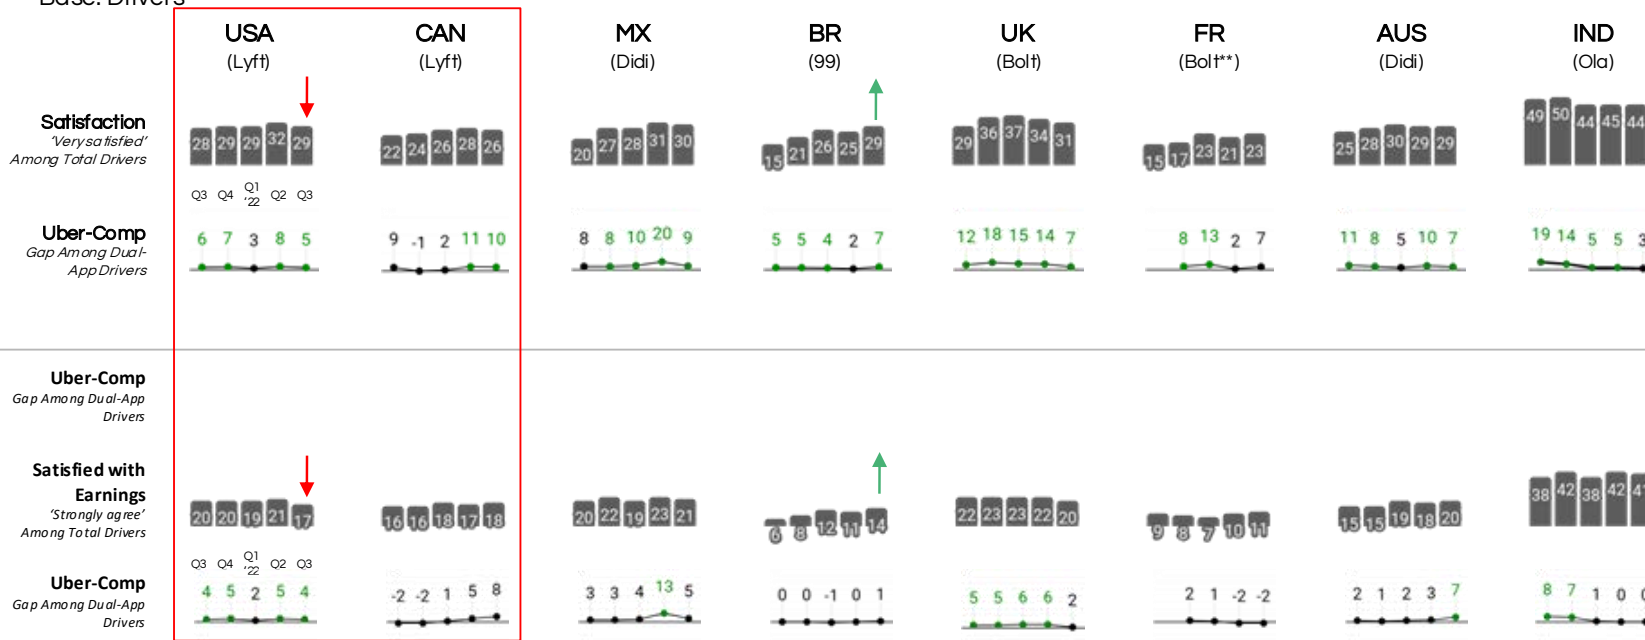 USA CAN MX BR UK FR AUS IND
(Lyft) (Lyft) (Didi) (99) (Bolt) (Bolt**) (Didi) (Ola)
Satisfaction
‘Very satisfied’
Among Total Drivers
28 29 29 32 29 22 24 26 28 26 20 27 28 31 30 15 21 26 25 29 29 36 37 34 31 15 17 23 21 23 25 28 30 29 29 49 50 44 45 44
Q3 Q4 Q1 ‘22 Q2 Q3
Uber-Comp
Gap Among Dual-
App Drivers
6 7 3 8 5 9 -1 2 11 10 8 8 10 20 9 5 5 4 2 7 12 18 15 14 7 8 13 2 7 11 8 5 10 7 19 14 5 5 3
Uber-Comp
Gap Among Dual-App
Drivers
Satisfied with
Earnings
‘Strongly agree’
Among Total Drivers
20 20 19 21 17 16 16 18 17 18 20 22 19 23 21 6 8 12 11 14 22 23 23 22 20 9 8 7 10 11 15 15 19 18 20 38 42 38 42
Q3 Q4 Q1 ‘22 Q2 Q3
Uber-Comp
Gap Among Dual-App
Drivers
4 5 2 5 4 -2 -2 1 5 8 3 3 4 13 5 0 0 -1 0 1 5 5 6 6 2 2 1 -2 -2 2 1 2 3 7 8 7 1 0